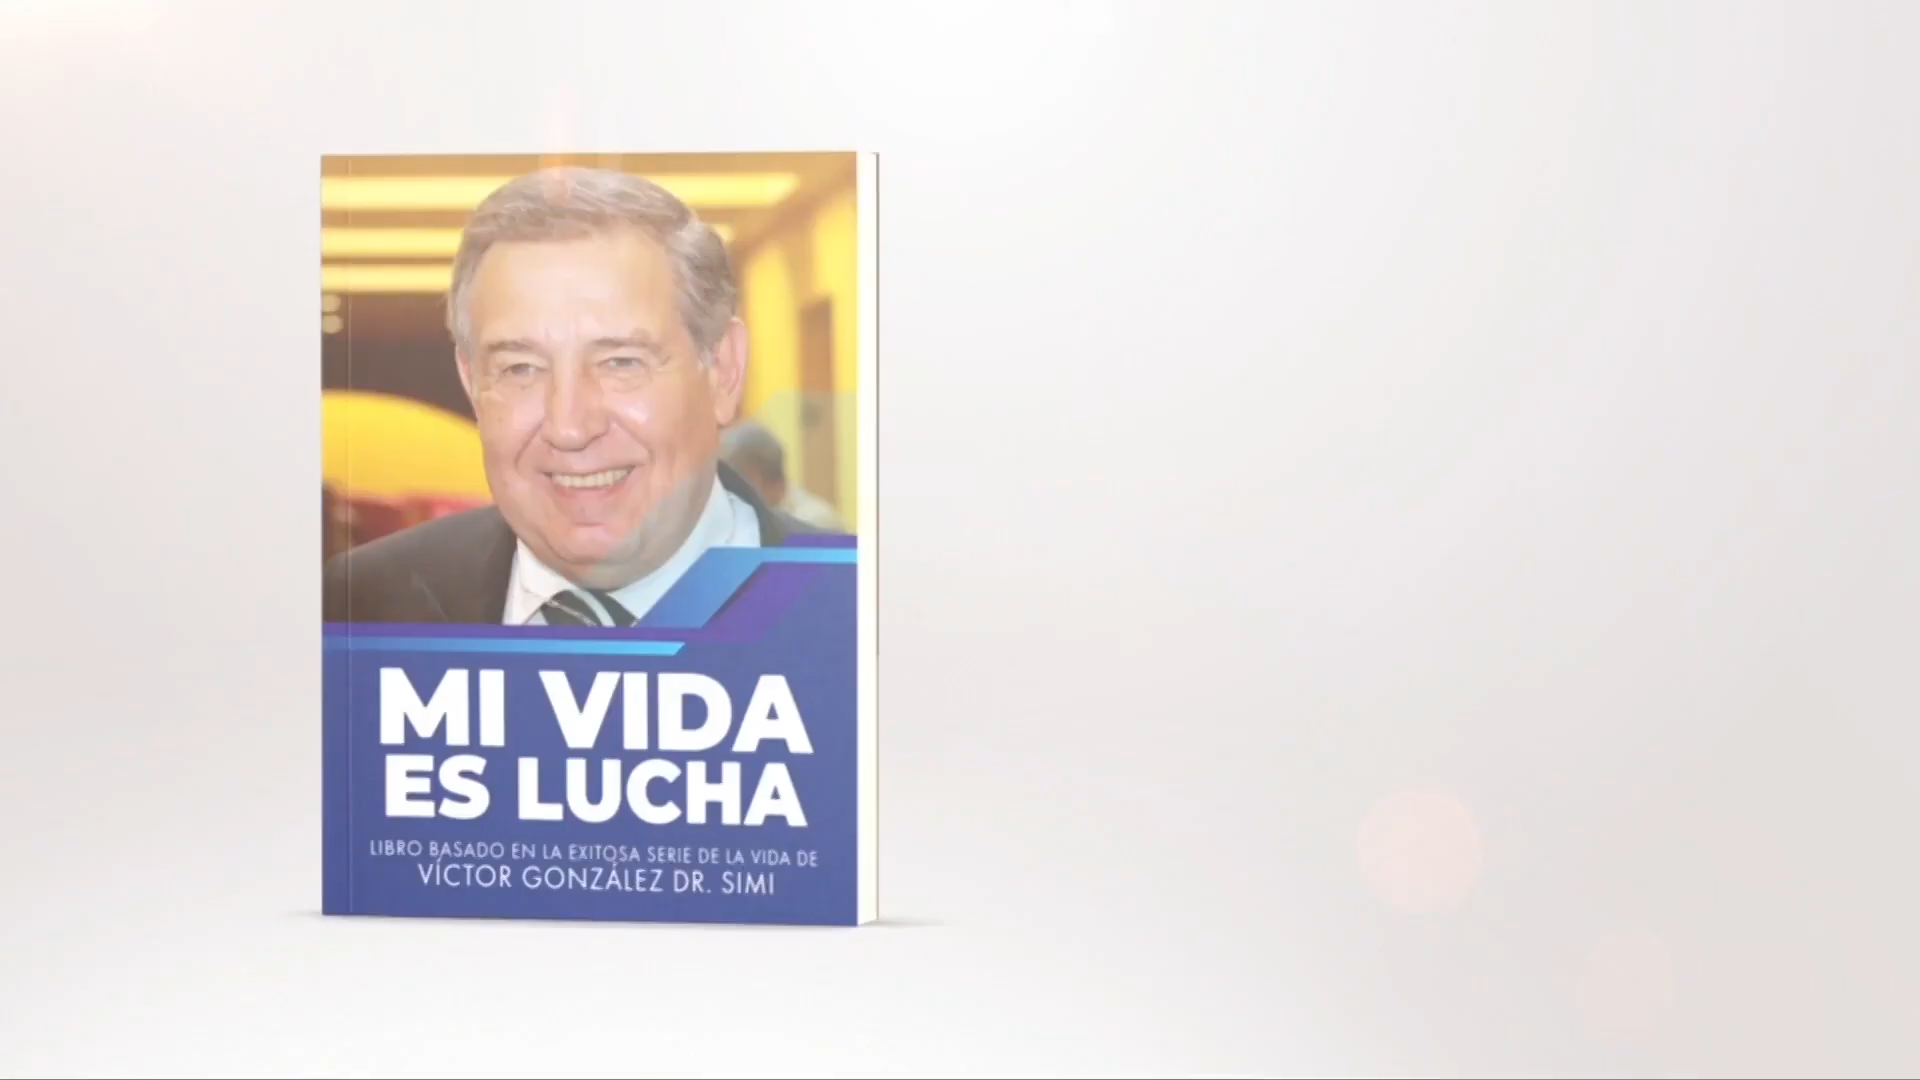 MI VIDA
ES LUCHA
LIBRO BASADO EN LA EXITOSA SERIE DE LA VIDA DE
VÍCTOR GONZÁLEZ DR. SIMI